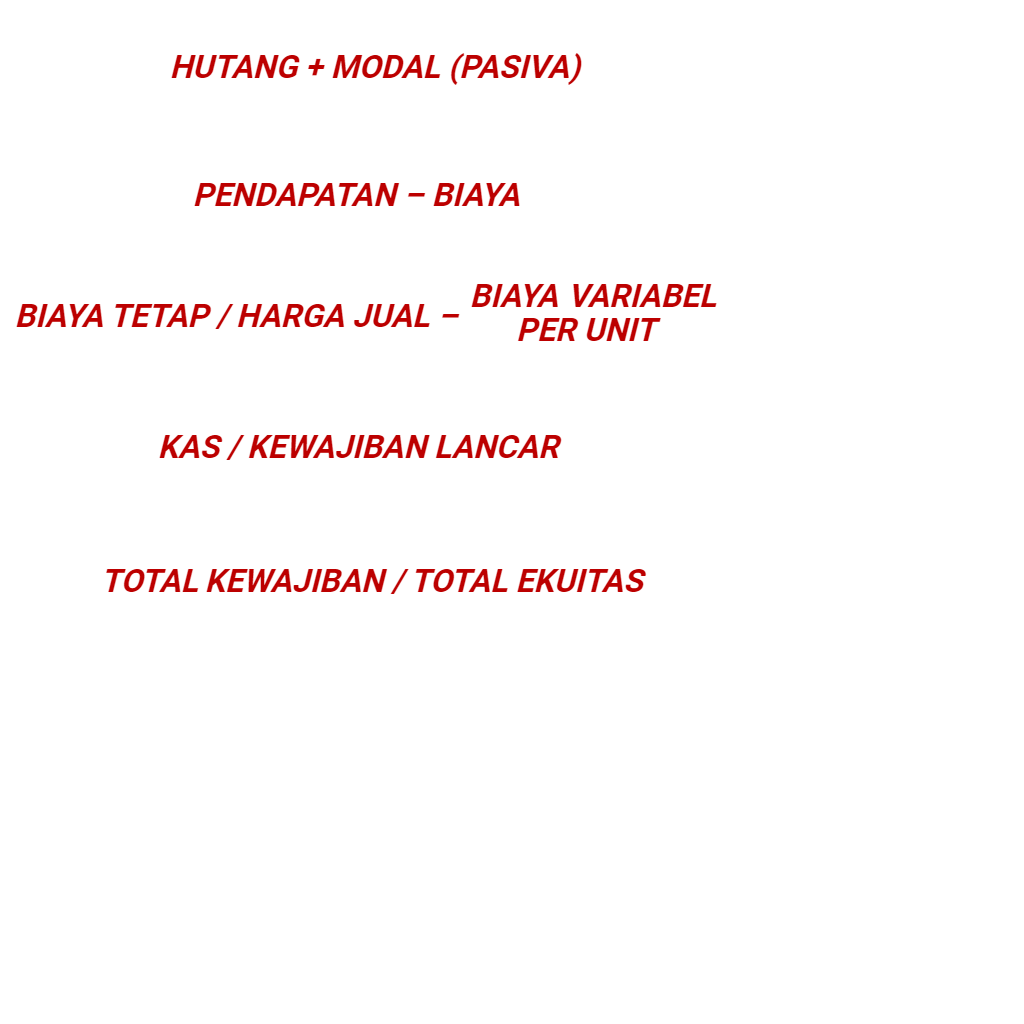 HUTANG + MODAL (PASIVA)
PENDAPATAN – BIAYA
BIAYA TETAP / HARGA JUAL – BIAYA VARIABEL
PER UNIT
KAS / KEWAJIBAN LANCAR
TOTAL KEWAJIBAN / TOTAL EKUITAS